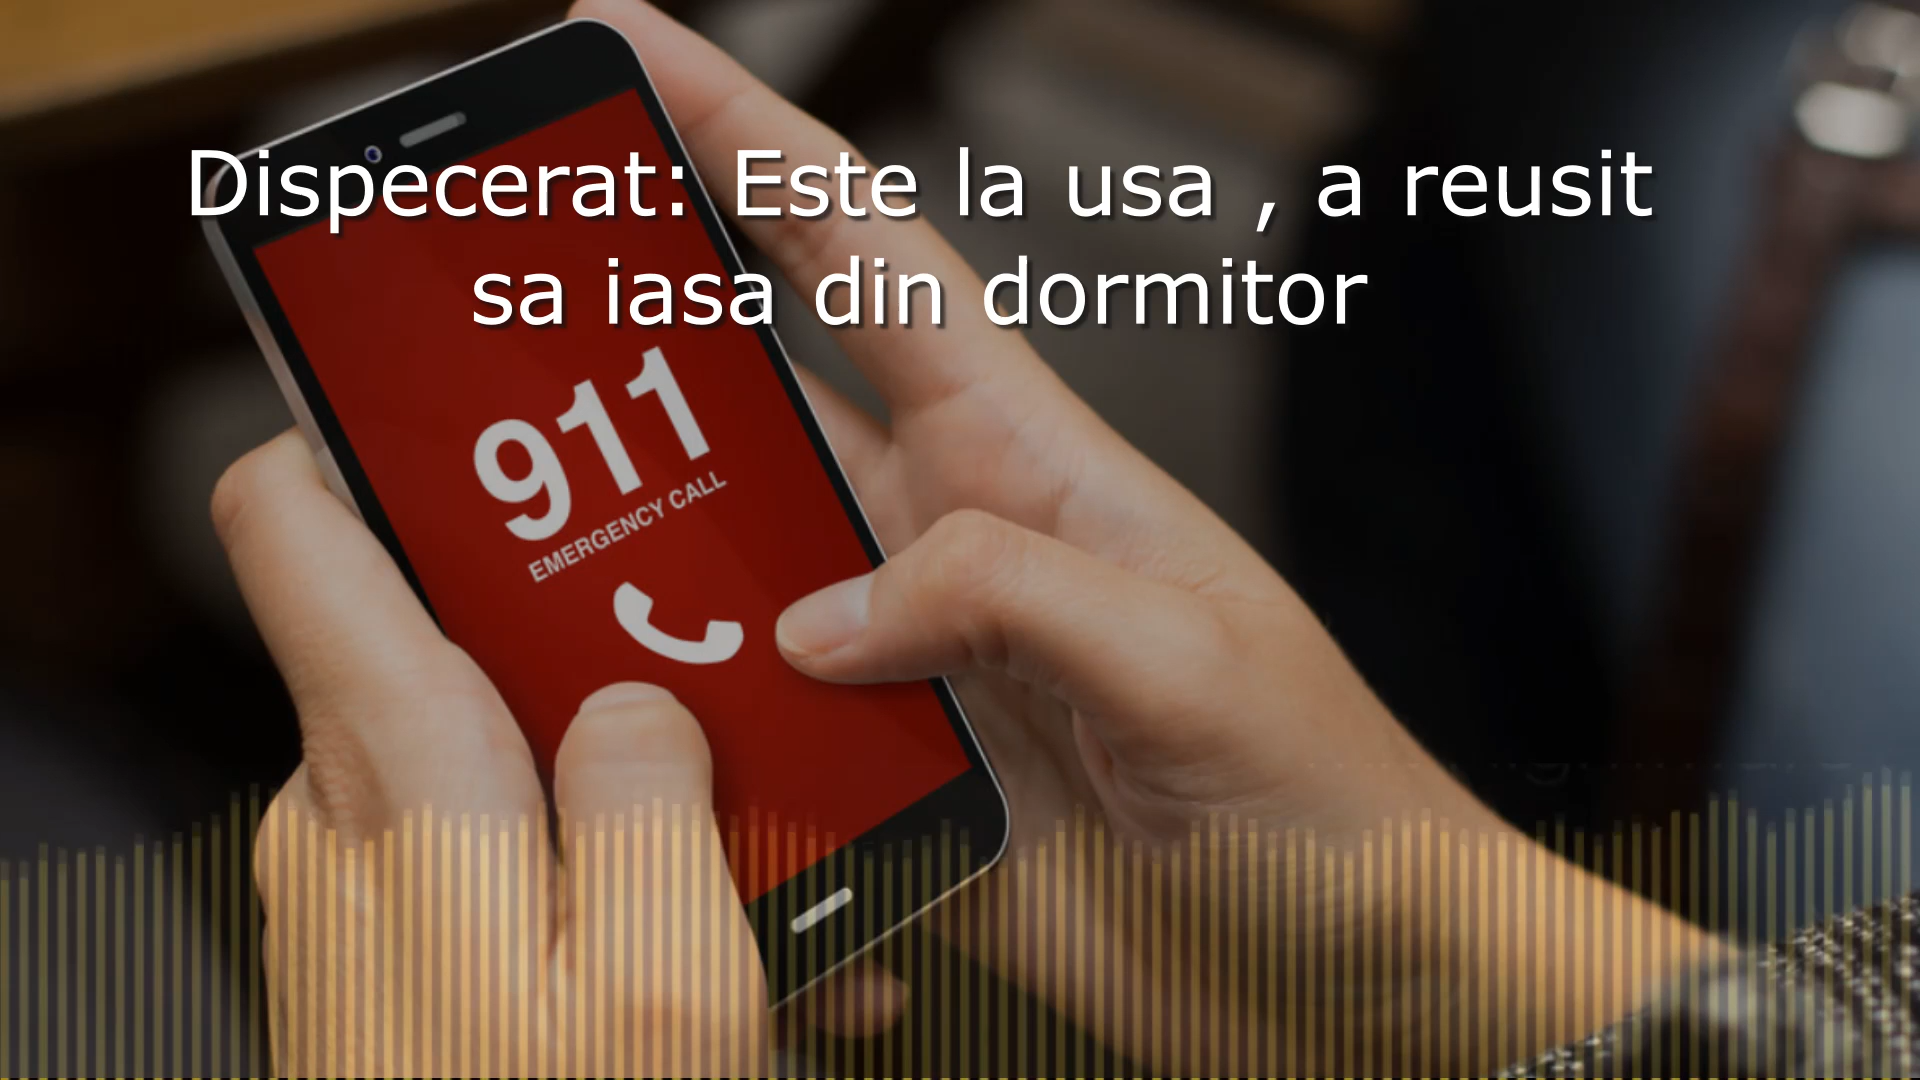 Dispecerat: Este la usa , a reusit
sa iasa din dormitor
911
EMERGENCY CALL